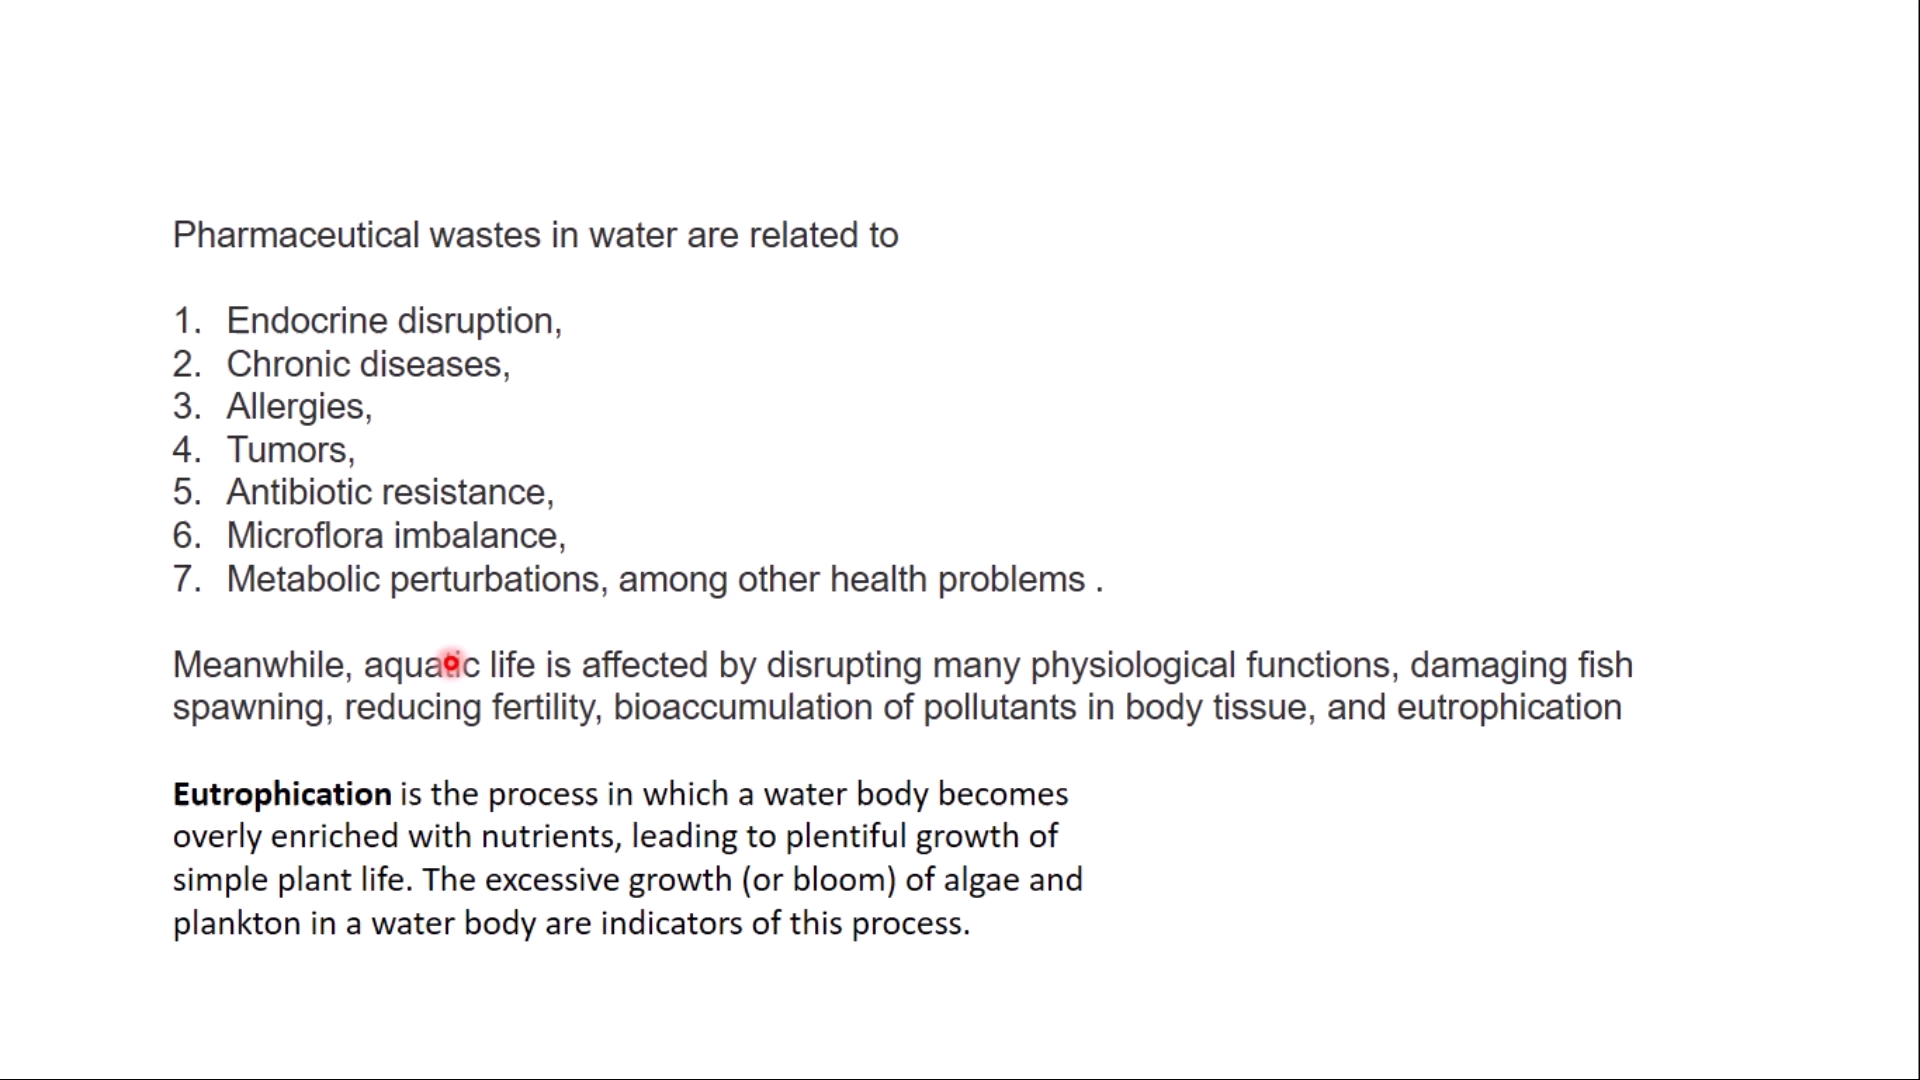 Pharmaceutical wastes in water are related to
1. Endocrine disruption,
2. Chronic diseases,
3. Allergies,
4. Tumors,
5. Antibiotic resistance,
6. Microflora imbalance,
7. Metabolic perturbations, among other health problems .
Meanwhile, aquatic life is affected by disrupting many physiological functions, damaging fish
spawning, reducing fertility, bioaccumulation of pollutants in body tissue, and eutrophication
Eutrophication is the process in which a water body becomes
overly enriched with nutrients, leading to plentiful growth of
simple plant life. The excessive growth (or bloom) of algae and
plankton in a water body are indicators of this process.